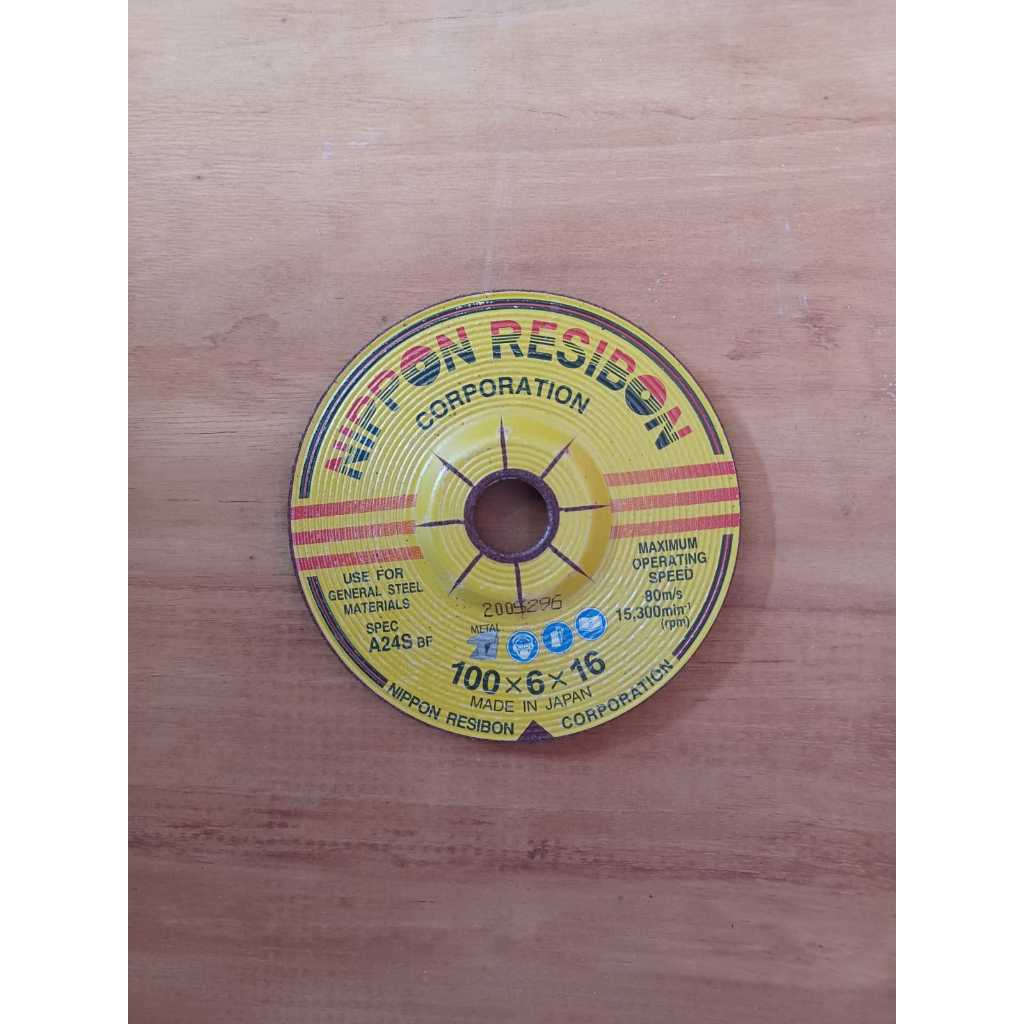 NIPPON RESIBON
CORPORATION
USE FOR
GENERAL STEEL
MATERIALS
SPEC
A24S BF
MAXIMUM
OPERATING
SPEED
80m/s
15,300min⁻¹
(rpm)
2005296
METAL
100×6×16
MADE IN JAPAN
NIPPON RESIBON CORPORATION